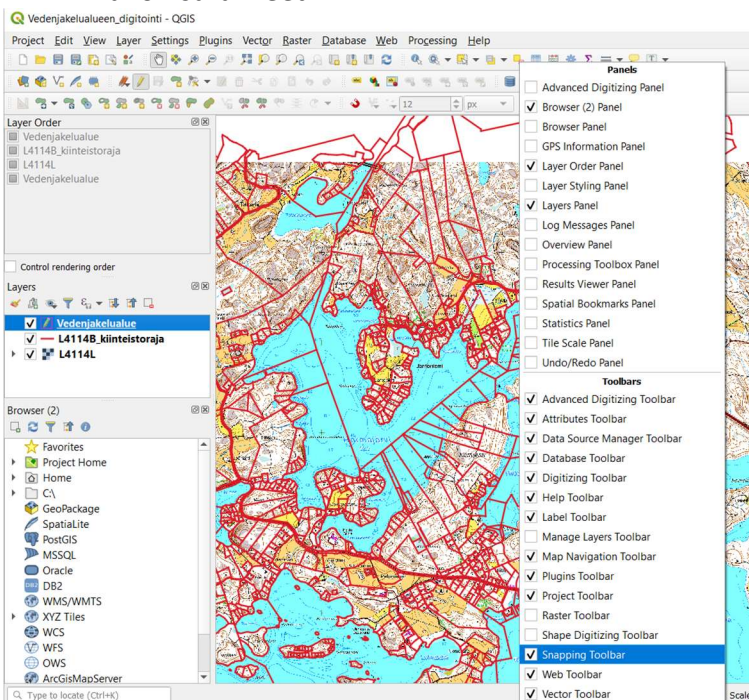 Vedenjakelualueen_digitointi - QGIS
Project Edit View Layer Settings Plugins Vector Raster Database Web Processing Help
12 px
Layer Order
Vedenjakelualue
L4114B_kiinteistoraja
L4114L
Vedenjakelualue
Control rendering order
Layers
Vedenjakelualue
L4114B_kiinteistoraja
L4114L
Browser (2)
Favorites
Project Home
Home
C:\
GeoPackage
SpatiaLite
PostGIS
MSSQL
Oracle
DB2
WMS/WMTS
XYZ Tiles
WCS
WFS
OWS
ArcGisMapServer
Type to locate (Ctrl+K)
Panels
Advanced Digitizing Panel
Browser (2) Panel
Browser Panel
GPS Information Panel
Layer Order Panel
Layer Styling Panel
Layers Panel
Log Messages Panel
Overview Panel
Processing Toolbox Panel
Results Viewer Panel
Spatial Bookmarks Panel
Statistics Panel
Tile Scale Panel
Undo/Redo Panel
Toolbars
Advanced Digitizing Toolbar
Attributes Toolbar
Data Source Manager Toolbar
Database Toolbar
Digitizing Toolbar
Help Toolbar
Label Toolbar
Manage Layers Toolbar
Map Navigation Toolbar
Plugins Toolbar
Project Toolbar
Raster Toolbar
Shape Digitizing Toolbar
Snapping Toolbar
Web Toolbar
Vector Toolbar
Scale